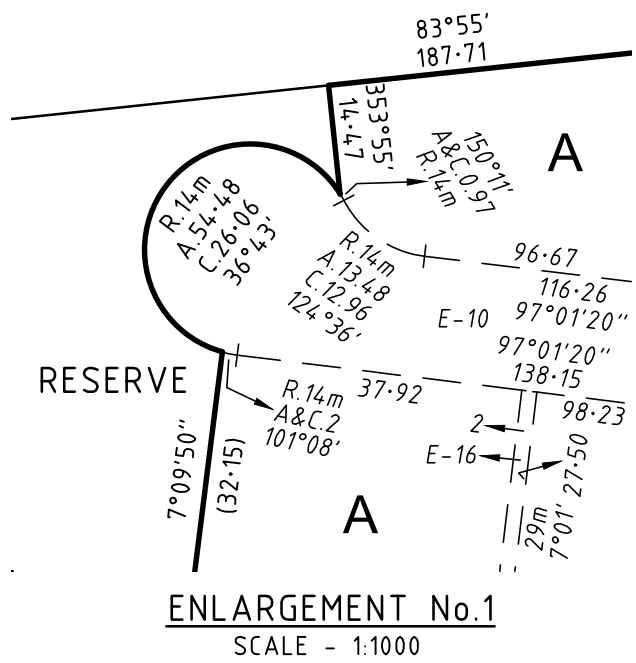 83°55'
187·71
353°55'
14·47
150°11'
A&C.0.97
R.14m
A
R.14m
A.54·48
C.26·06
36°43'
R.14m
A.13.48
C.12.96
124°36'
96·67
116·26
97°01'20"
E-10
97°01'20"
138·15
RESERVE
R.14m
A&C.2
101°08'
37.92
98·23
2
E-16
27·50
7°09'50"
(32·15)
A
29m
7°01'
ENLARGEMENT No.1
SCALE - 1:1000